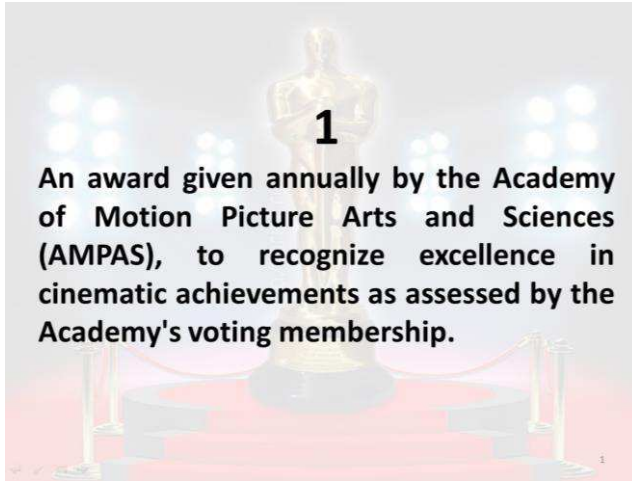 1
An award given annually by the Academy
of Motion Picture Arts and Sciences
(AMPAS), to recognize excellence in
cinematic achievements as assessed by the
Academy's voting membership.
1